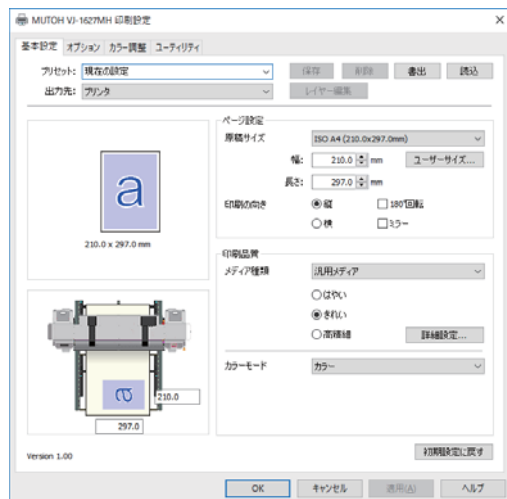 MUTOH VJ-1627MH 印刷設定
基本設定 オプション カラー調整 ユーティリティ
プリセット: 現在の設定 保存 削除 書出 読込
出力先: プリンタ レイヤー編集
ページ設定
原稿サイズ ISO A4 (210.0x297.0mm)
幅: 210.0 mm ユーザーサイズ...
長さ: 297.0 mm
印刷の向き 縦 180°回転
横 ミラー
a
210.0 x 297.0 mm
印刷品質
メディア種類 汎用メディア
はやい
きれい
高精細 詳細設定...
カラーモード カラー
a
210.0
297.0
Version 1.00
初期設定に戻す
OK キャンセル 適用(A) ヘルプ